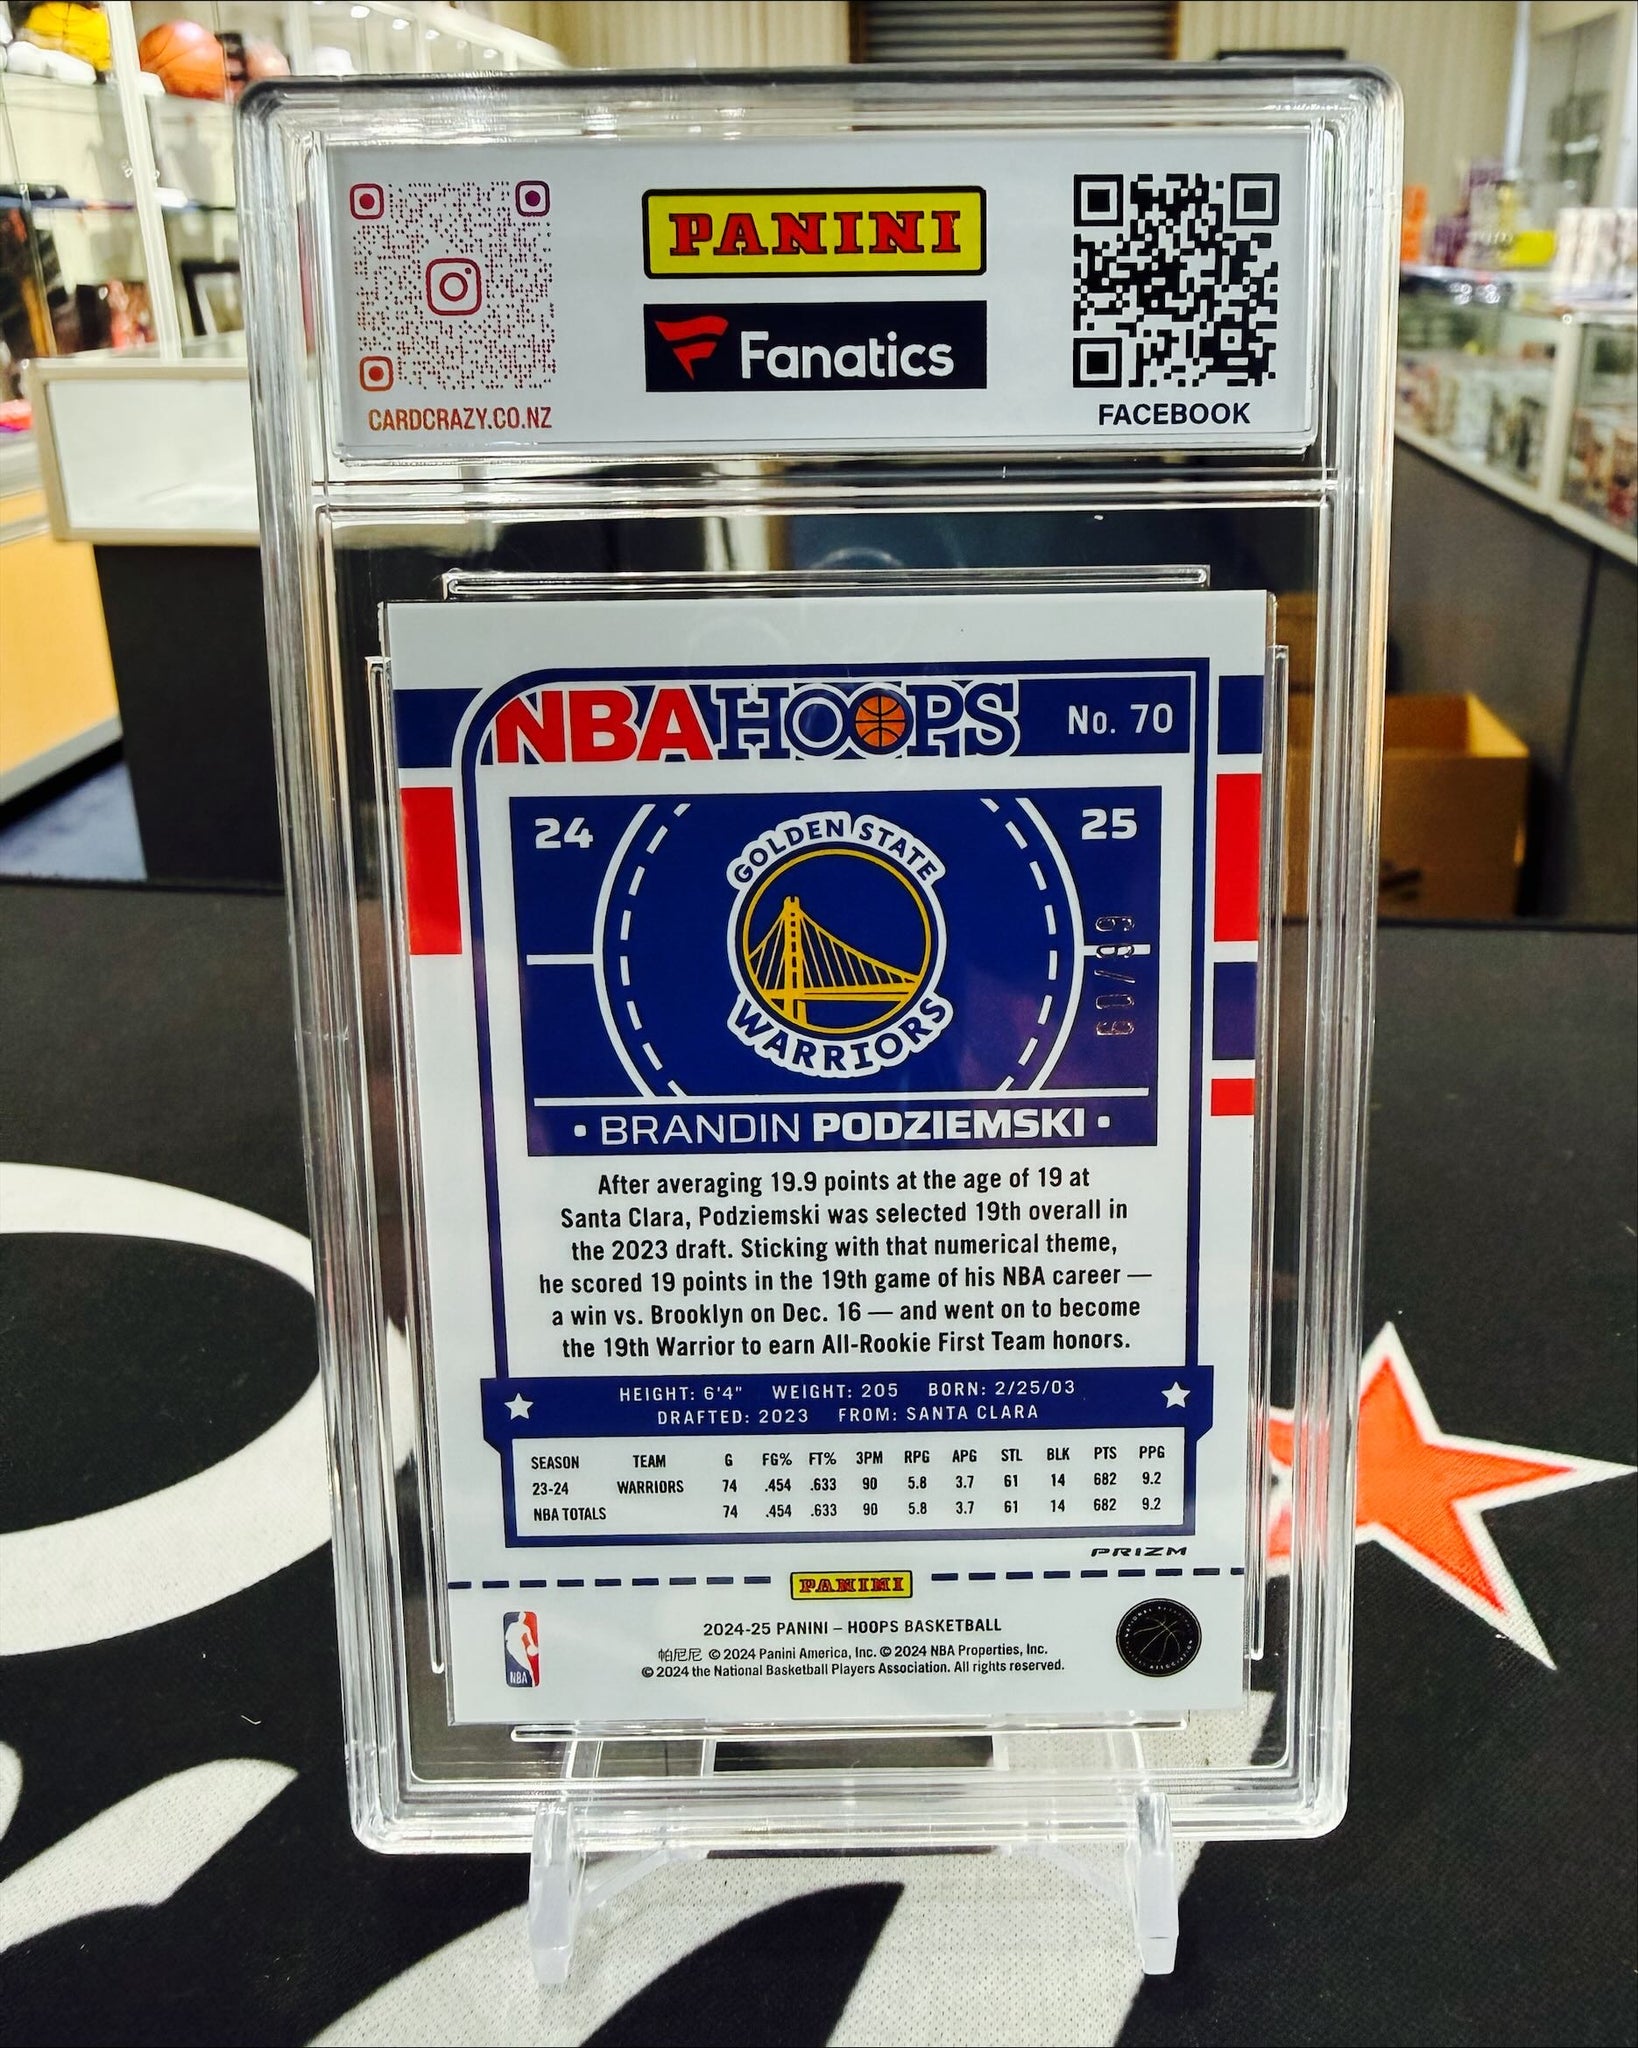 PANINI
Fanatics
CARDCRAZY.CO.NZ
FACEBOOK
NBA HOOPS No. 70
24
25
GOLDEN STATE
WARRIORS
60/99
• BRANDIN PODZIEMSKI •
After averaging 19.9 points at the age of 19 at
Santa Clara, Podziemski was selected 19th overall in
the 2023 draft. Sticking with that numerical theme,
he scored 19 points in the 19th game of his NBA career —
a win vs. Brooklyn on Dec. 16 — and went on to become
the 19th Warrior to earn All-Rookie First Team honors.
HEIGHT: 6'4" WEIGHT: 205 BORN: 2/25/03
DRAFTED: 2023 FROM: SANTA CLARA
SEASON TEAM G FG% FT% 3PM RPG APG STL BLK PTS PPG
23-24 WARRIORS 74 .454 .633 90 5.8 3.7 61 14 682 9.2
NBA TOTALS 74 .454 .633 90 5.8 3.7 61 14 682 9.2
PRIZM
PANINI
2024-25 PANINI – HOOPS BASKETBALL
帕尼尼 © 2024 Panini America, Inc. © 2024 NBA Properties, Inc.
© 2024 the National Basketball Players Association. All rights reserved.
NBA